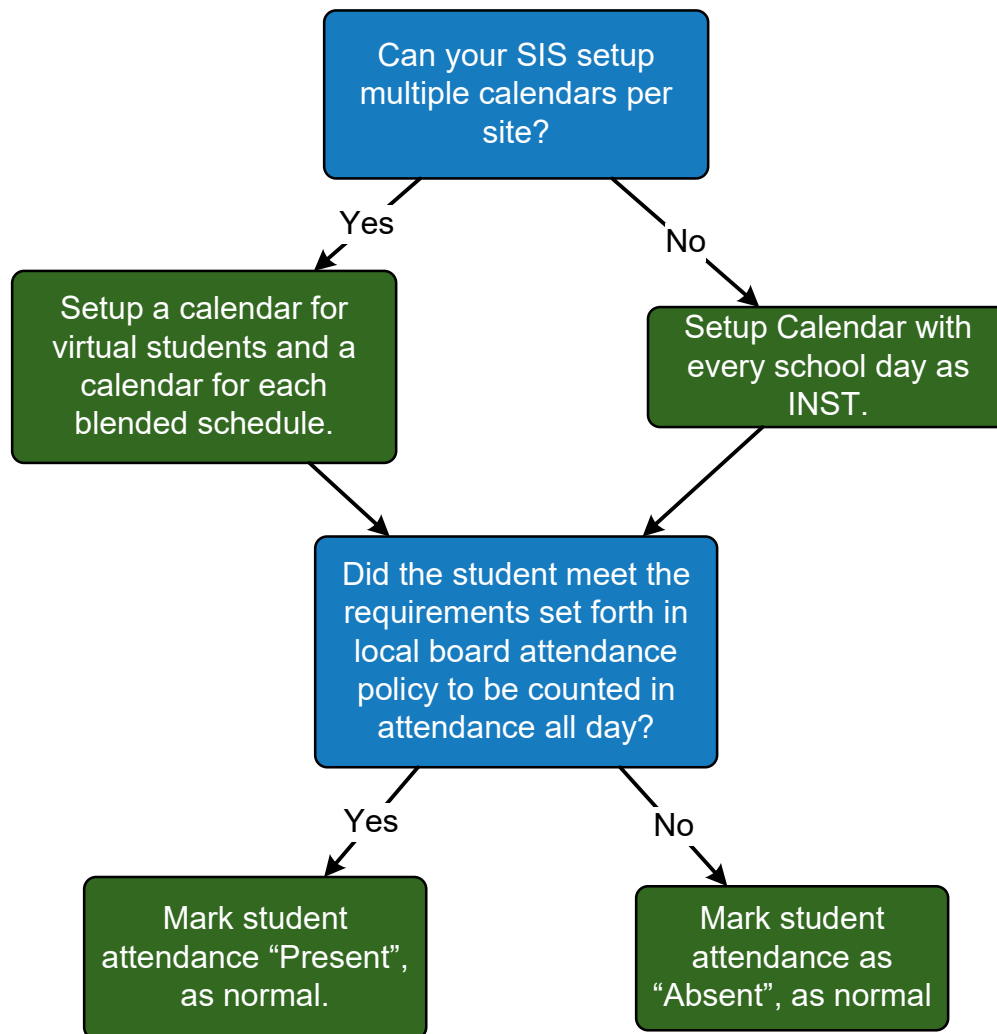 Can your SIS setup
multiple calendars per
site?
Yes
No
Setup a calendar for
virtual students and a
calendar for each
blended schedule.
Setup Calendar with
every school day as
INST.
Did the student meet the
requirements set forth in
local board attendance
policy to be counted in
attendance all day?
Yes
No
Mark student
attendance “Present”,
as normal.
Mark student
attendance as
“Absent”, as normal